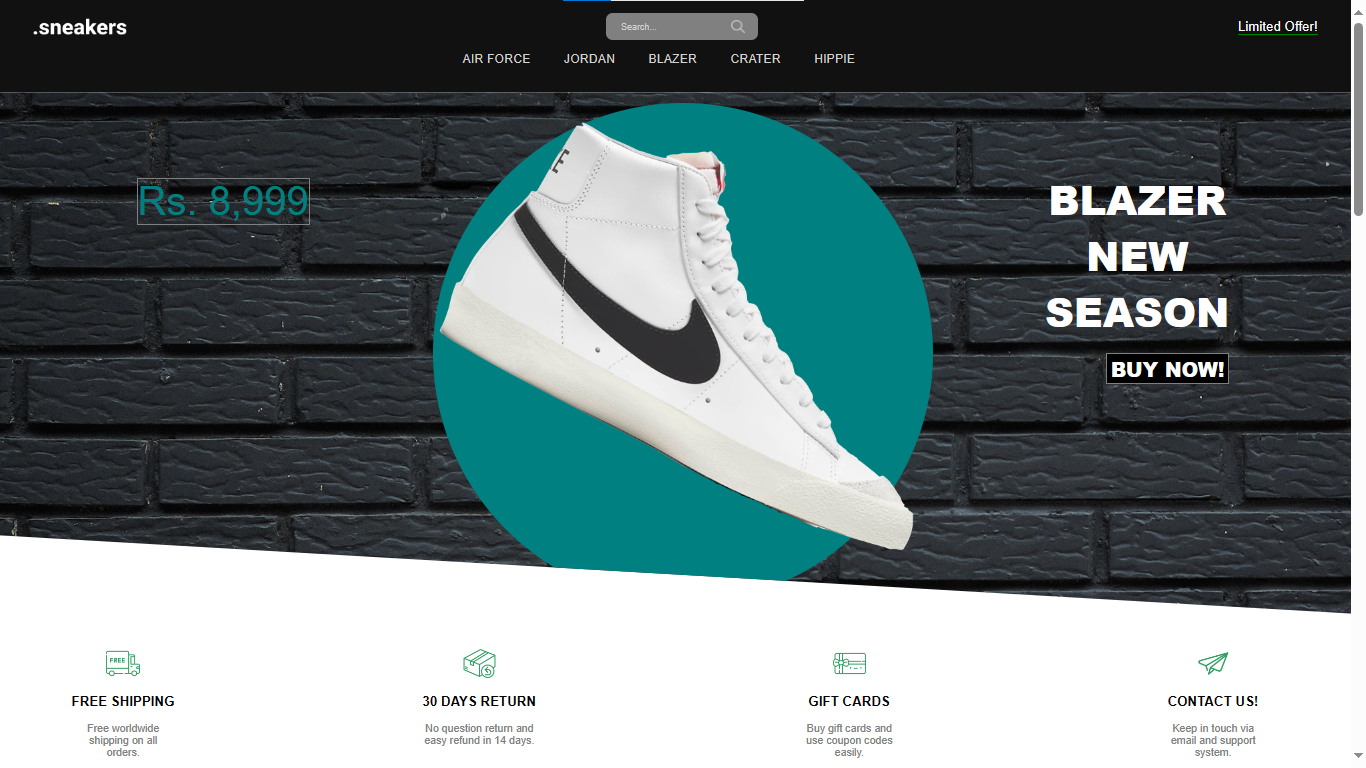 .sneakers
Search...
Limited Offer!
AIR FORCE
JORDAN
BLAZER
CRATER
HIPPIE
Rs. 8,999
BLAZER
NEW
SEASON
BUY NOW!
FREE
FREE SHIPPING
Free worldwide
shipping on all
orders.
30 DAYS RETURN
No question return and
easy refund in 14 days.
GIFT CARDS
Buy gift cards and
use coupon codes
easily.
CONTACT US!
Keep in touch via
email and support
system.